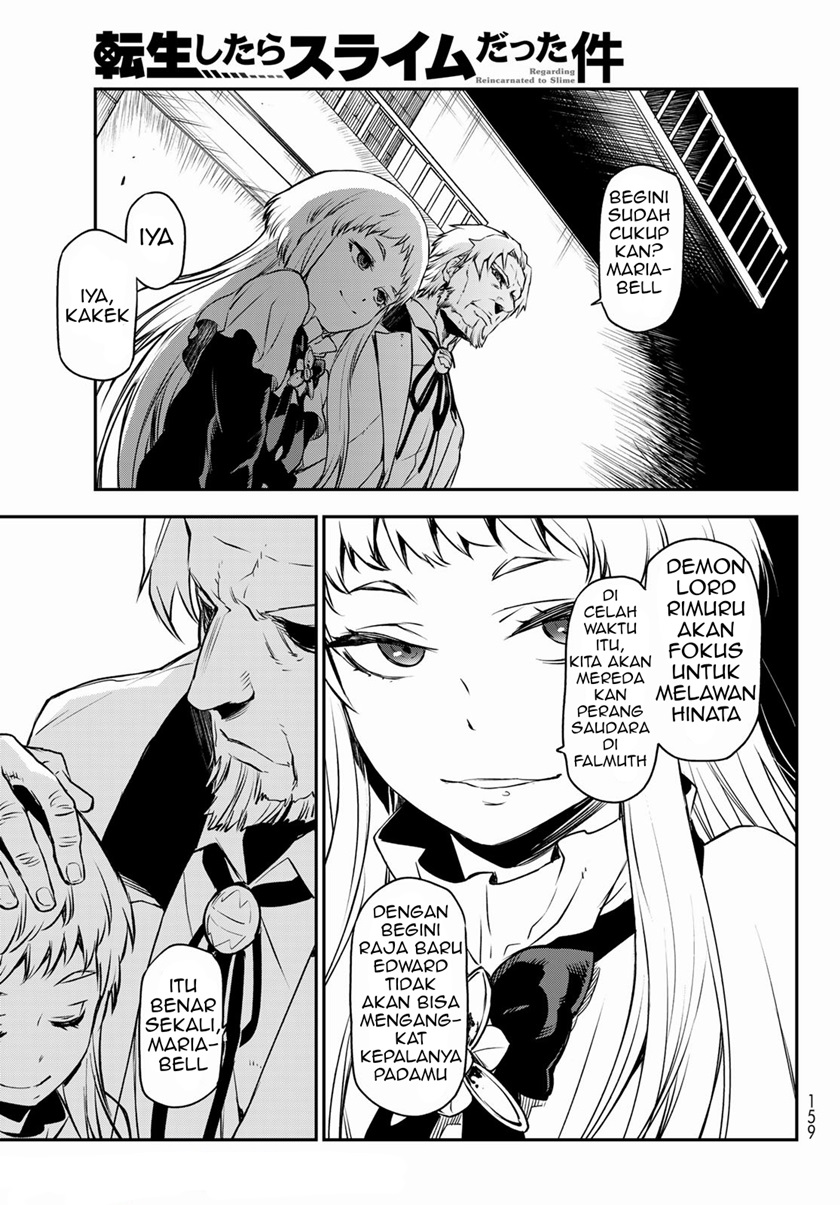 転生したらスライムだった件
Regarding
Reincarnated to Slime
BEGINI
SUDAH
CUKUP
KAN?
MARIA-
BELL
IYA
IYA,
KAKEK
DEMON
LORD
RIMURU
AKAN
FOKUS
UNTUK
MELAWAN
HINATA
DI
CELAH
WAKTU
ITU,
KITA AKAN
MEREDA
KAN
PERANG
SAUDARA
DI
FALMUTH
DENGAN
BEGINI
RAJA BARU
EDWARD
TIDAK
AKAN BISA
MENGANG-
KAT
KEPALANYA
PADAMU
ITU
BENAR
SEKALI,
MARIA-
BELL
159